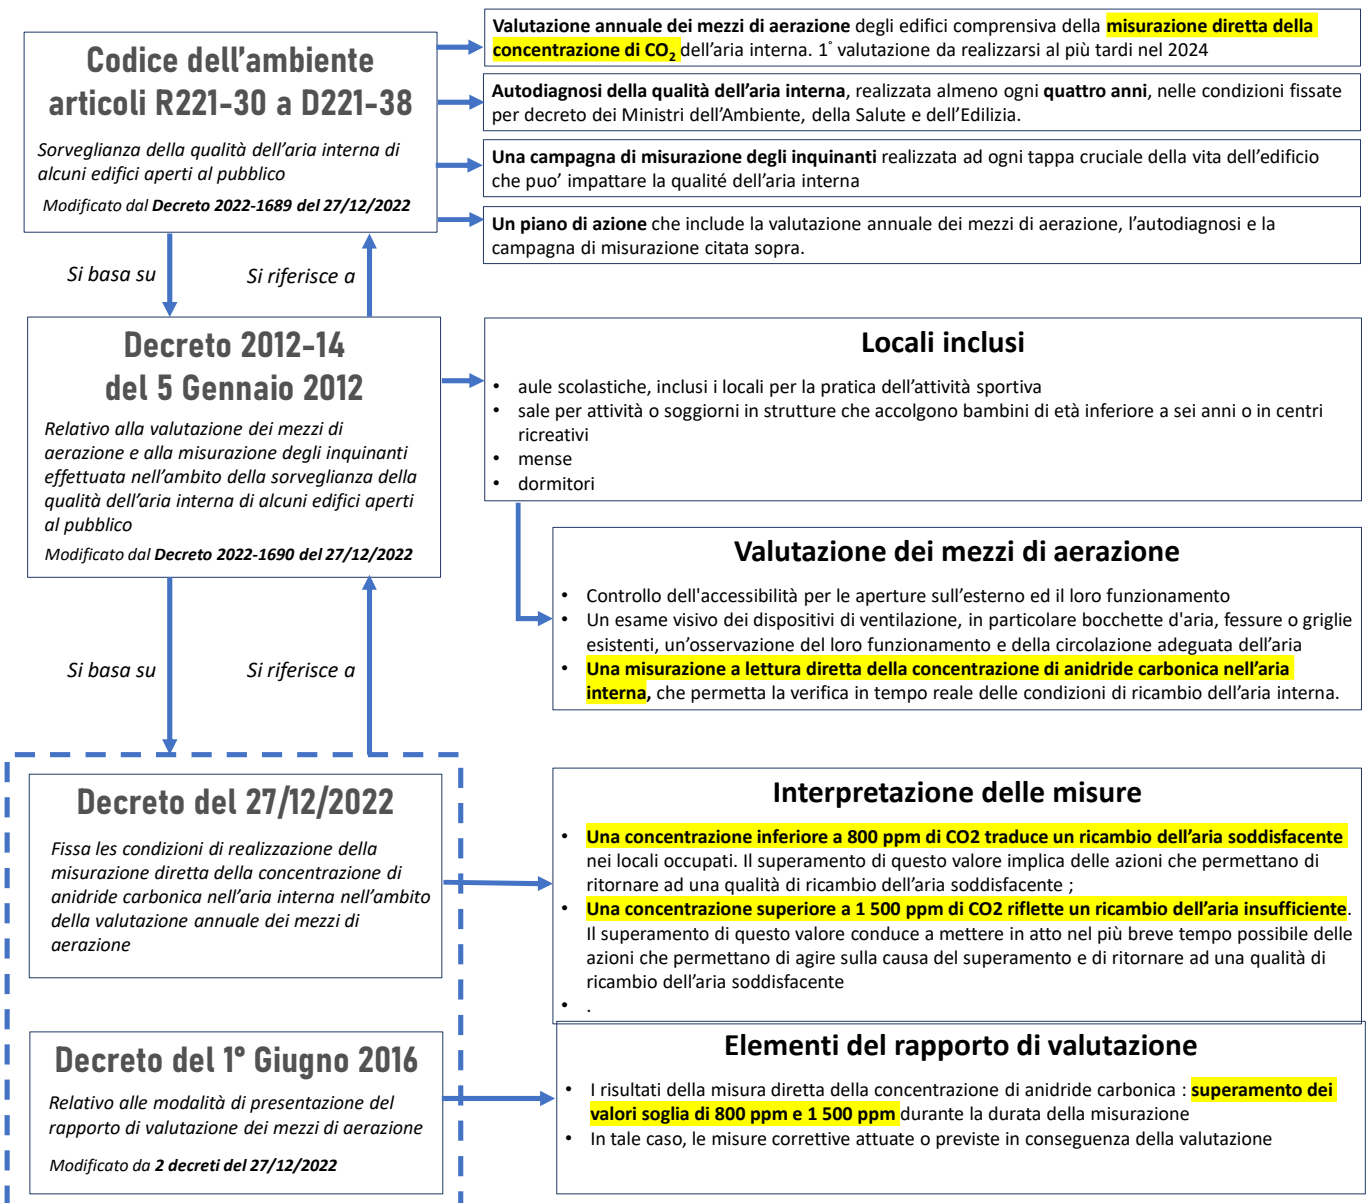 Codice dell'ambiente
articoli R221-30 a D221-38
Sorveglianza della qualità dell'aria interna di
alcuni edifici aperti al pubblico
Modificato dal Decreto 2022-1689 del 27/12/2022
Valutazione annuale dei mezzi di aerazione degli edifici comprensiva della misurazione diretta della
concentrazione di CO₂ dell'aria interna. 1° valutazione da realizzarsi al più tardi nel 2024
Autodiagnosi della qualità dell'aria interna, realizzata almeno ogni quattro anni, nelle condizioni fissate
per decreto dei Ministri dell'Ambiente, della Salute e dell'Edilizia.
Una campagna di misurazione degli inquinanti realizzata ad ogni tappa cruciale della vita dell'edificio
che puo' impattare la qualité dell'aria interna
Un piano di azione che include la valutazione annuale dei mezzi di aerazione, l'autodiagnosi e la
campagna di misurazione citata sopra.
Si basa su
Si riferisce a
Decreto 2012-14
del 5 Gennaio 2012
Relativo alla valutazione dei mezzi di
aerazione e alla misurazione degli inquinanti
effettuata nell'ambito della sorveglianza della
qualità dell'aria interna di alcuni edifici aperti
al pubblico
Modificato dal Decreto 2022-1690 del 27/12/2022
Locali inclusi
• aule scolastiche, inclusi i locali per la pratica dell'attività sportiva
• sale per attività o soggiorni in strutture che accolgono bambini di età inferiore a sei anni o in centri
ricreativi
• mense
• dormitori
Valutazione dei mezzi di aerazione
• Controllo dell'accessibilità per le aperture sull'esterno ed il loro funzionamento
• Un esame visivo dei dispositivi di ventilazione, in particolare bocchette d'aria, fessure o griglie
esistenti, un'osservazione del loro funzionamento e della circolazione adeguata dell'aria
• Una misurazione a lettura diretta della concentrazione di anidride carbonica nell'aria
interna, che permetta la verifica in tempo reale delle condizioni di ricambio dell'aria interna.
Si basa su
Si riferisce a
Decreto del 27/12/2022
Fissa les condizioni di realizzazione della
misurazione diretta della concentrazione di
anidride carbonica nell'aria interna nell'ambito
della valutazione annuale dei mezzi di
aerazione
Interpretazione delle misure
• Una concentrazione inferiore a 800 ppm di CO2 traduce un ricambio dell'aria soddisfacente
nei locali occupati. Il superamento di questo valore implica delle azioni che permettano di
ritornare ad una qualità di ricambio dell'aria soddisfacente ;
• Una concentrazione superiore a 1 500 ppm di CO2 riflette un ricambio dell'aria insufficiente.
Il superamento di questo valore conduce a mettere in atto nel più breve tempo possibile delle
azioni che permettano di agire sulla causa del superamento e di ritornare ad una qualità di
ricambio dell'aria soddisfacente
• .
Decreto del 1° Giugno 2016
Relativo alle modalità di presentazione del
rapporto di valutazione dei mezzi di aerazione
Modificato da 2 decreti del 27/12/2022
Elementi del rapporto di valutazione
• I risultati della misura diretta della concentrazione di anidride carbonica : superamento dei
valori soglia di 800 ppm e 1 500 ppm durante la durata della misurazione
• In tale caso, le misure correttive attuate o previste in conseguenza della valutazione